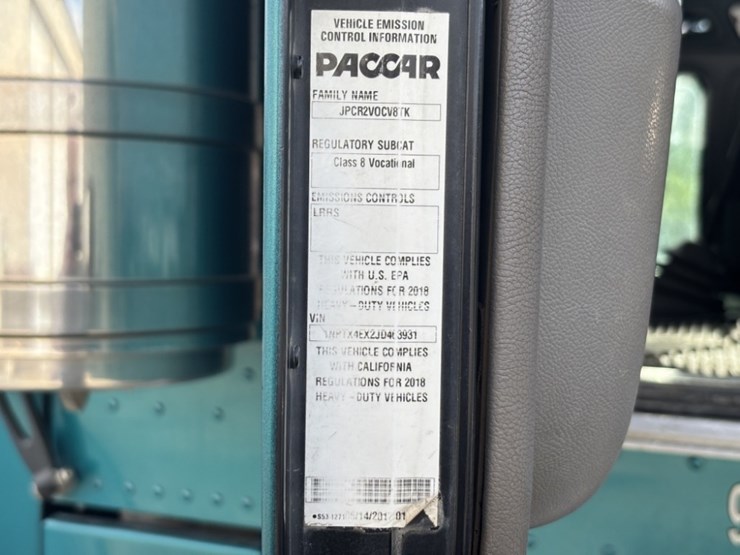 VEHICLE EMISSION
CONTROL INFORMATION
PACCAR
FAMILY NAME
REGULATORY SUBCAT
Class 8 Vocational
EMISSIONS CONTROLS
LRRS
THIS VEHICLE COMPLIES
WITH U.S. EPA
REGULATIONS FOR 2018
HEAVY-DUTY VEHICLES
VIN
THIS VEHICLE COMPLIES
WITH CALIFORNIA
REGULATIONS FOR 2018
HEAVY-DUTY VEHICLES